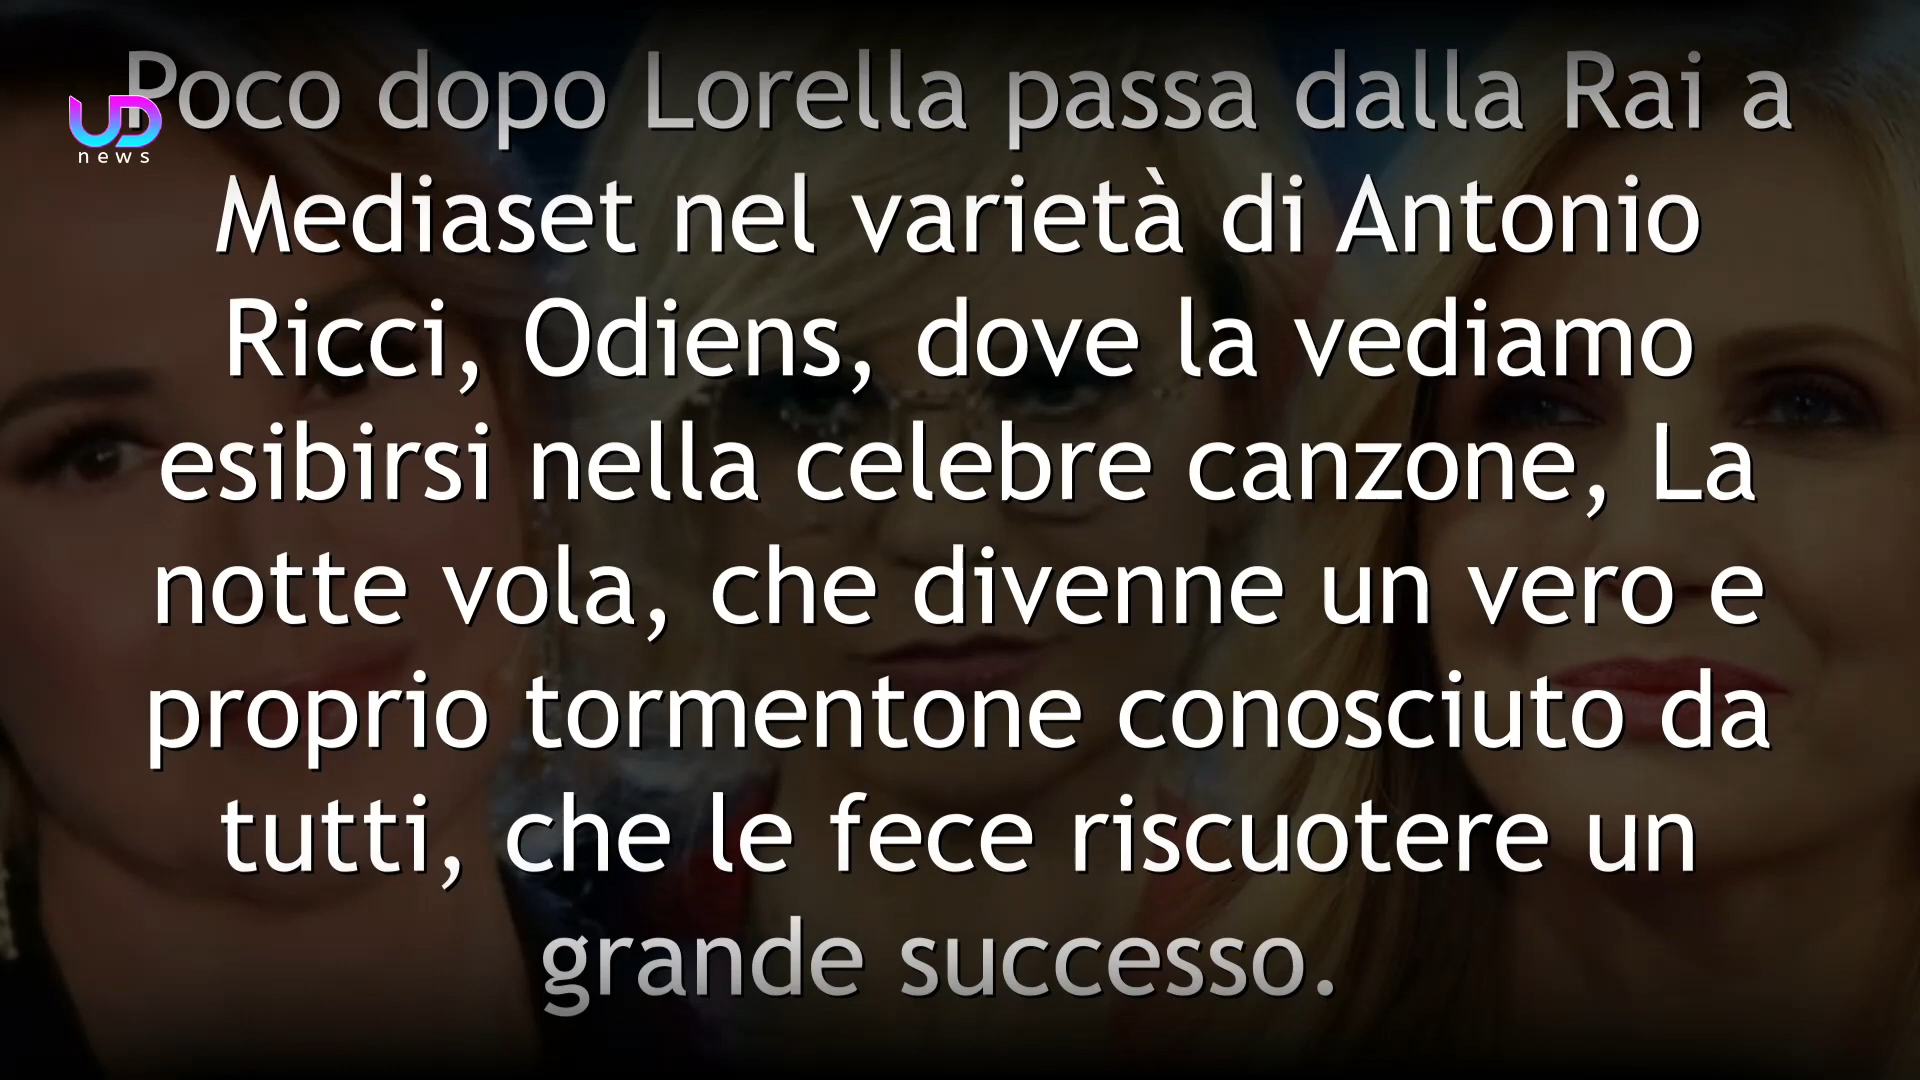 Poco dopo Lorella passa dalla Rai a
Mediaset nel varietà di Antonio
Ricci, Odiens, dove la vediamo
esibirsi nella celebre canzone, La
notte vola, che divenne un vero e
proprio tormentone conosciuto da
tutti, che le fece riscuotere un
grande successo.
UD
news